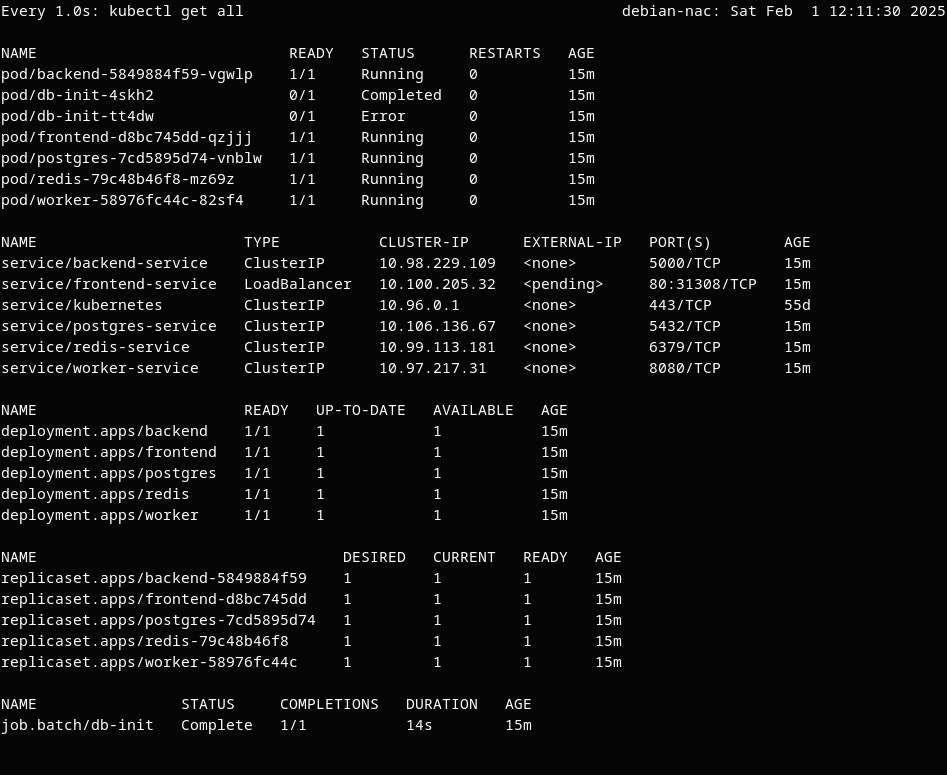 Every 1.0s: kubectl get all                                          debian-nac: Sat Feb  1 12:11:30 2025

NAME                            READY   STATUS      RESTARTS   AGE
pod/backend-5849884f59-vgwlp    1/1     Running     0          15m
pod/db-init-4skh2               0/1     Completed   0          15m
pod/db-init-tt4dw               0/1     Error       0          15m
pod/frontend-d8bc745dd-qzjjj    1/1     Running     0          15m
pod/postgres-7cd5895d74-vnblw   1/1     Running     0          15m
pod/redis-79c48b46f8-mz69z      1/1     Running     0          15m
pod/worker-58976fc44c-82sf4     1/1     Running     0          15m

NAME                       TYPE           CLUSTER-IP      EXTERNAL-IP   PORT(S)        AGE
service/backend-service    ClusterIP      10.98.229.109   <none>        5000/TCP       15m
service/frontend-service   LoadBalancer   10.100.205.32   <pending>     80:31308/TCP   15m
service/kubernetes         ClusterIP      10.96.0.1       <none>        443/TCP        55d
service/postgres-service   ClusterIP      10.106.136.67   <none>        5432/TCP       15m
service/redis-service      ClusterIP      10.99.113.181   <none>        6379/TCP       15m
service/worker-service     ClusterIP      10.97.217.31    <none>        8080/TCP       15m

NAME                       READY   UP-TO-DATE   AVAILABLE   AGE
deployment.apps/backend    1/1     1            1           15m
deployment.apps/frontend   1/1     1            1           15m
deployment.apps/postgres   1/1     1            1           15m
deployment.apps/redis      1/1     1            1           15m
deployment.apps/worker     1/1     1            1           15m

NAME                                  DESIRED   CURRENT   READY   AGE
replicaset.apps/backend-5849884f59    1         1         1       15m
replicaset.apps/frontend-d8bc745dd    1         1         1       15m
replicaset.apps/postgres-7cd5895d74   1         1         1       15m
replicaset.apps/redis-79c48b46f8      1         1         1       15m
replicaset.apps/worker-58976fc44c     1         1         1       15m

NAME                STATUS     COMPLETIONS   DURATION   AGE
job.batch/db-init   Complete   1/1           14s        15m